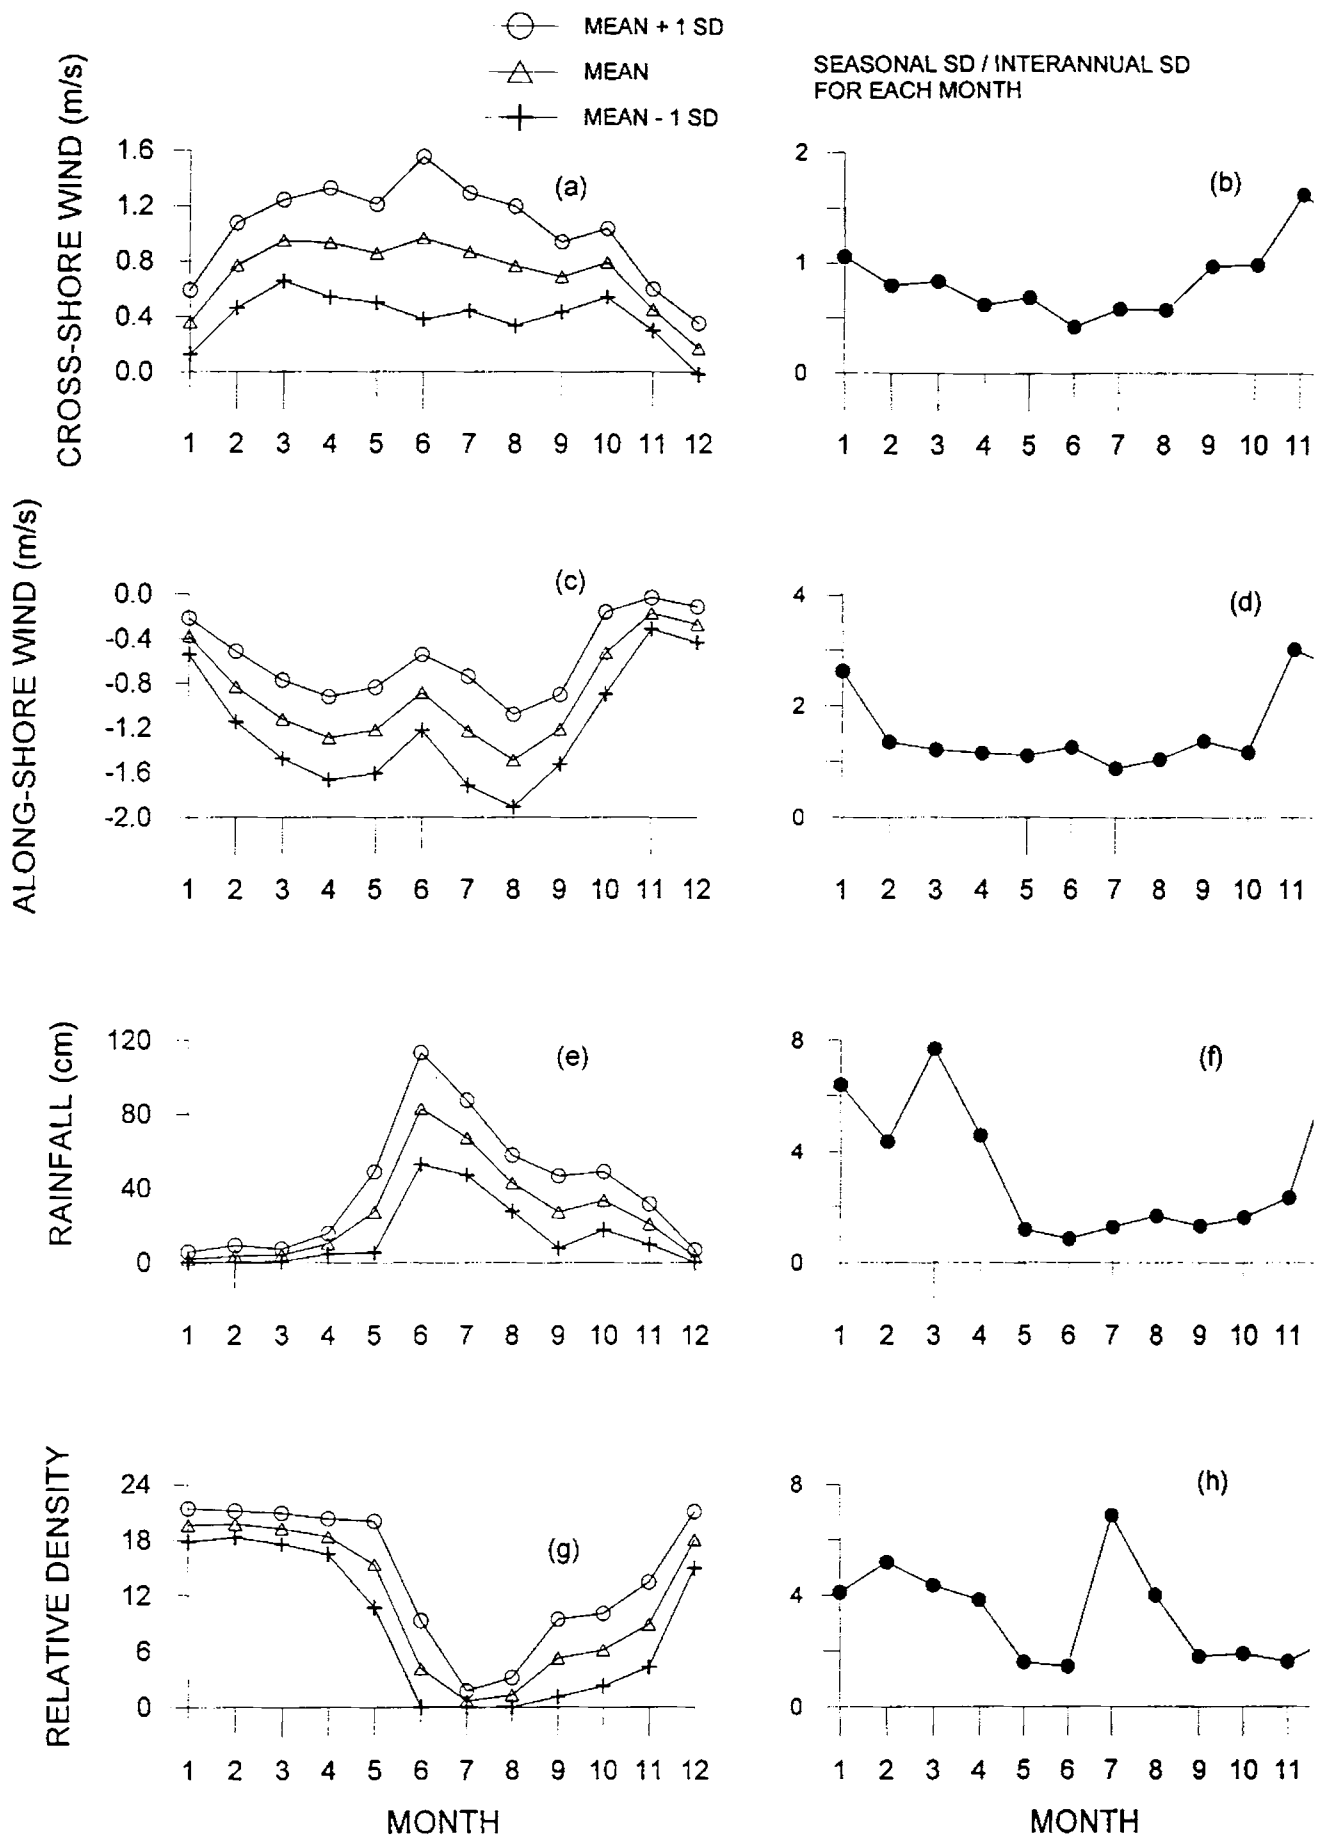 MEAN + 1 SD
MEAN
MEAN - 1 SD
SEASONAL SD / INTERANNUAL SD
FOR EACH MONTH
CROSS-SHORE WIND (m/s)
1.6
1.2
0.8
0.4
0.0
(a)
1 2 3 4 5 6 7 8 9 10 11 12
2
1
0
(b)
1 2 3 4 5 6 7 8 9 10 11
ALONG-SHORE WIND (m/s)
0.0
-0.4
-0.8
-1.2
-1.6
-2.0
(c)
1 2 3 4 5 6 7 8 9 10 11 12
4
2
0
(d)
1 2 3 4 5 6 7 8 9 10 11
RAINFALL (cm)
120
80
40
0
(e)
1 2 3 4 5 6 7 8 9 10 11 12
8
4
0
(f)
1 2 3 4 5 6 7 8 9 10 11
RELATIVE DENSITY
24
18
12
6
0
(g)
1 2 3 4 5 6 7 8 9 10 11 12
MONTH
8
4
0
(h)
1 2 3 4 5 6 7 8 9 10 11
MONTH